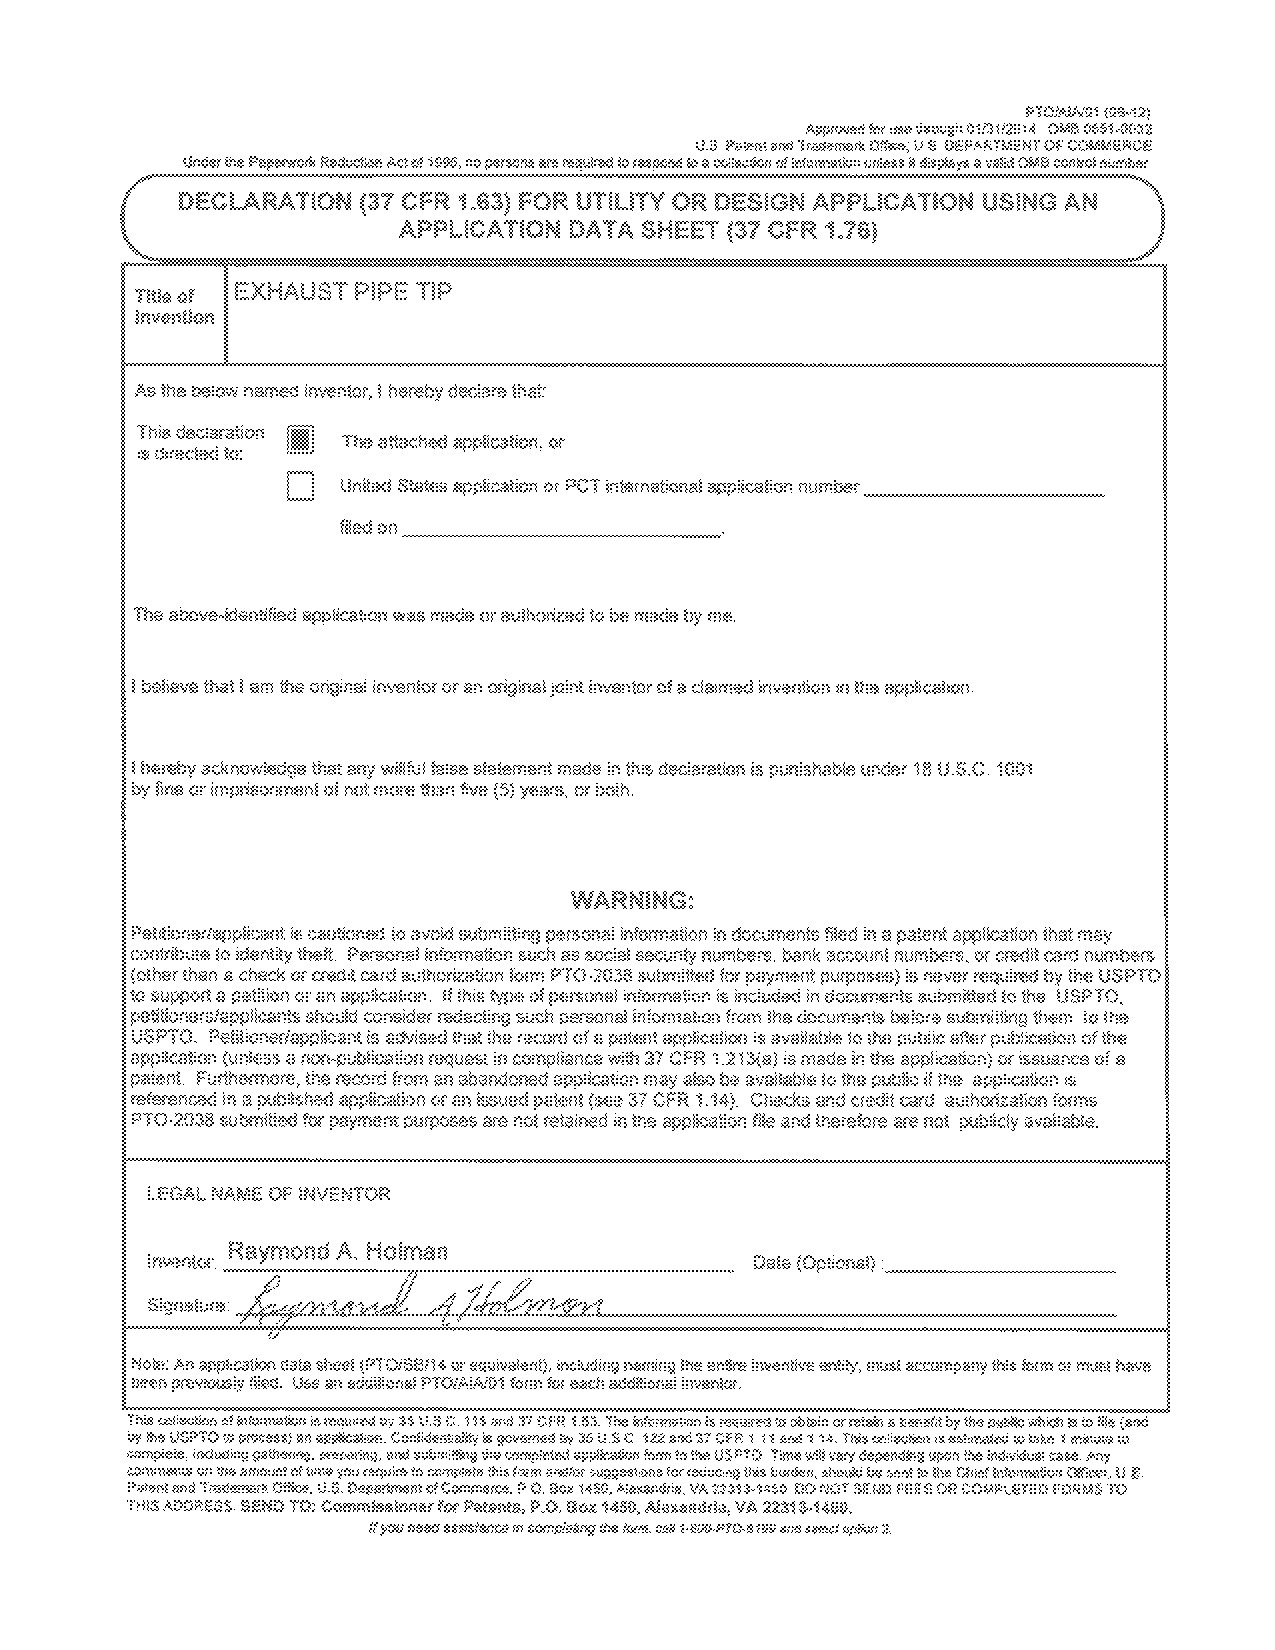 PTO/AIA/01 (06-12)
Approved for use through 01/31/2014. OMB 0651-0032
U.S. Patent and Trademark Office; U.S. DEPARTMENT OF COMMERCE
Under the Paperwork Reduction Act of 1995, no persons are required to respond to a collection of information unless it displays a valid OMB control number.
DECLARATION (37 CFR 1.63) FOR UTILITY OR DESIGN APPLICATION USING AN
APPLICATION DATA SHEET (37 CFR 1.76)
Title of
Invention
EXHAUST PIPE TIP
As the below named inventor, I hereby declare that:
This declaration
is directed to:
The attached application, or
United States application or PCT international application number
filed on
The above-identified application was made or authorized to be made by me.
I believe that I am the original inventor or an original joint inventor of a claimed invention in the application.
I hereby acknowledge that any willful false statement made in this declaration is punishable under 18 U.S.C. 1001
by fine or imprisonment of not more than five (5) years, or both.
WARNING:
Petitioner/applicant is cautioned to avoid submitting personal information in documents filed in a patent application that may
contribute to identity theft. Personal information such as social security numbers, bank account numbers, or credit card numbers
(other than a check or credit card authorization form PTO-2038 submitted for payment purposes) is never required by the USPTO
to support a petition or an application. If this type of personal information is included in documents submitted to the USPTO,
petitioners/applicants should consider redacting such personal information from the documents before submitting them to the
USPTO. Petitioner/applicant is advised that the record of a patent application is available to the public after publication of the
application (unless a non-publication request in compliance with 37 CFR 1.213(a) is made in the application) or issuance of a
patent. Furthermore, the record from an abandoned application may also be available to the public if the application is
referenced in a published application or an issued patent (see 37 CFR 1.14). Checks and credit card authorization forms
PTO-2038 submitted for payment purposes are not retained in the application file and therefore are not publicly available.
LEGAL NAME OF INVENTOR
Inventor: Raymond A. Holman Date (Optional) :
Signature: Raymond A Holman
Note: An application data sheet (PTO/SB/14 or equivalent), including naming the entire inventive entity, must accompany this form or must have
been previously filed. Use an additional PTO/AIA/01 form for each additional inventor.
This collection of information is required by 35 U.S.C. 115 and 37 CFR 1.63. The information is required to obtain or retain a benefit by the public which is to file (and
by the USPTO to process) an application. Confidentiality is governed by 35 U.S.C. 122 and 37 CFR 1.11 and 1.14. This collection is estimated to take 1 minute to
complete, including gathering, preparing, and submitting the completed application form to the USPTO. Time will vary depending upon the individual case. Any
comments on the amount of time you require to complete this form and/or suggestions for reducing this burden, should be sent to the Chief Information Officer, U.S.
Patent and Trademark Office, U.S. Department of Commerce, P.O. Box 1450, Alexandria, VA 22313-1450. DO NOT SEND FEES OR COMPLETED FORMS TO
THIS ADDRESS. SEND TO: Commissioner for Patents, P.O. Box 1450, Alexandria, VA 22313-1450.
If you need assistance in completing the form, call 1-800-PTO-9199 and select option 2.